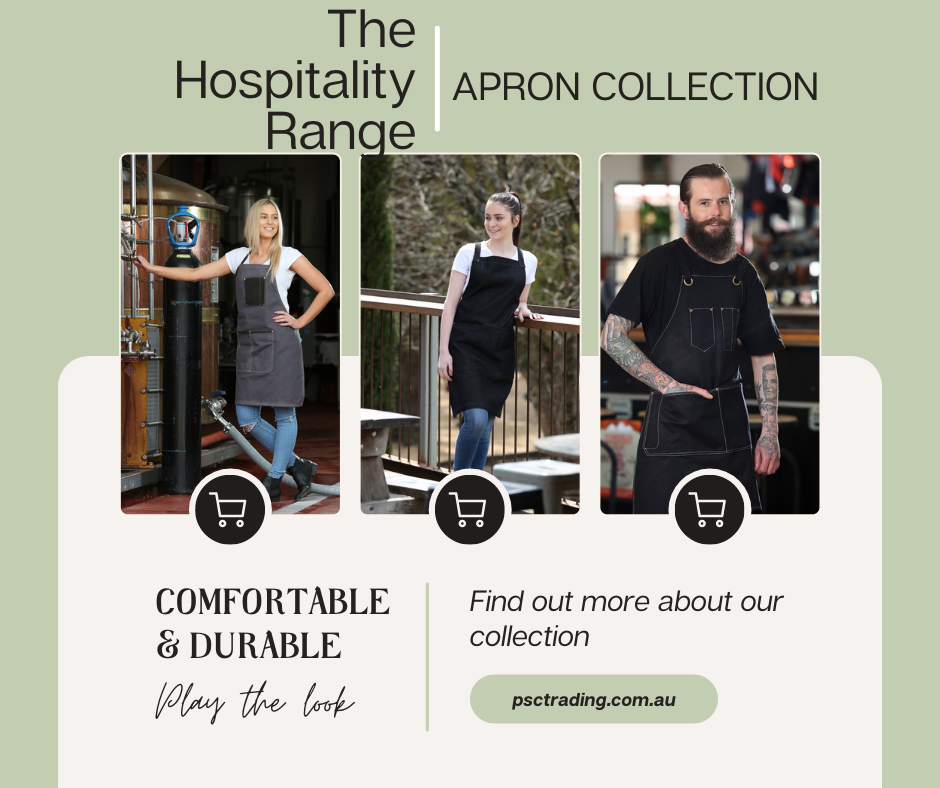 The
Hospitality
Range
APRON COLLECTION
COMFORTABLE
& DURABLE
Play the look
Find out more about our
collection
psctrading.com.au